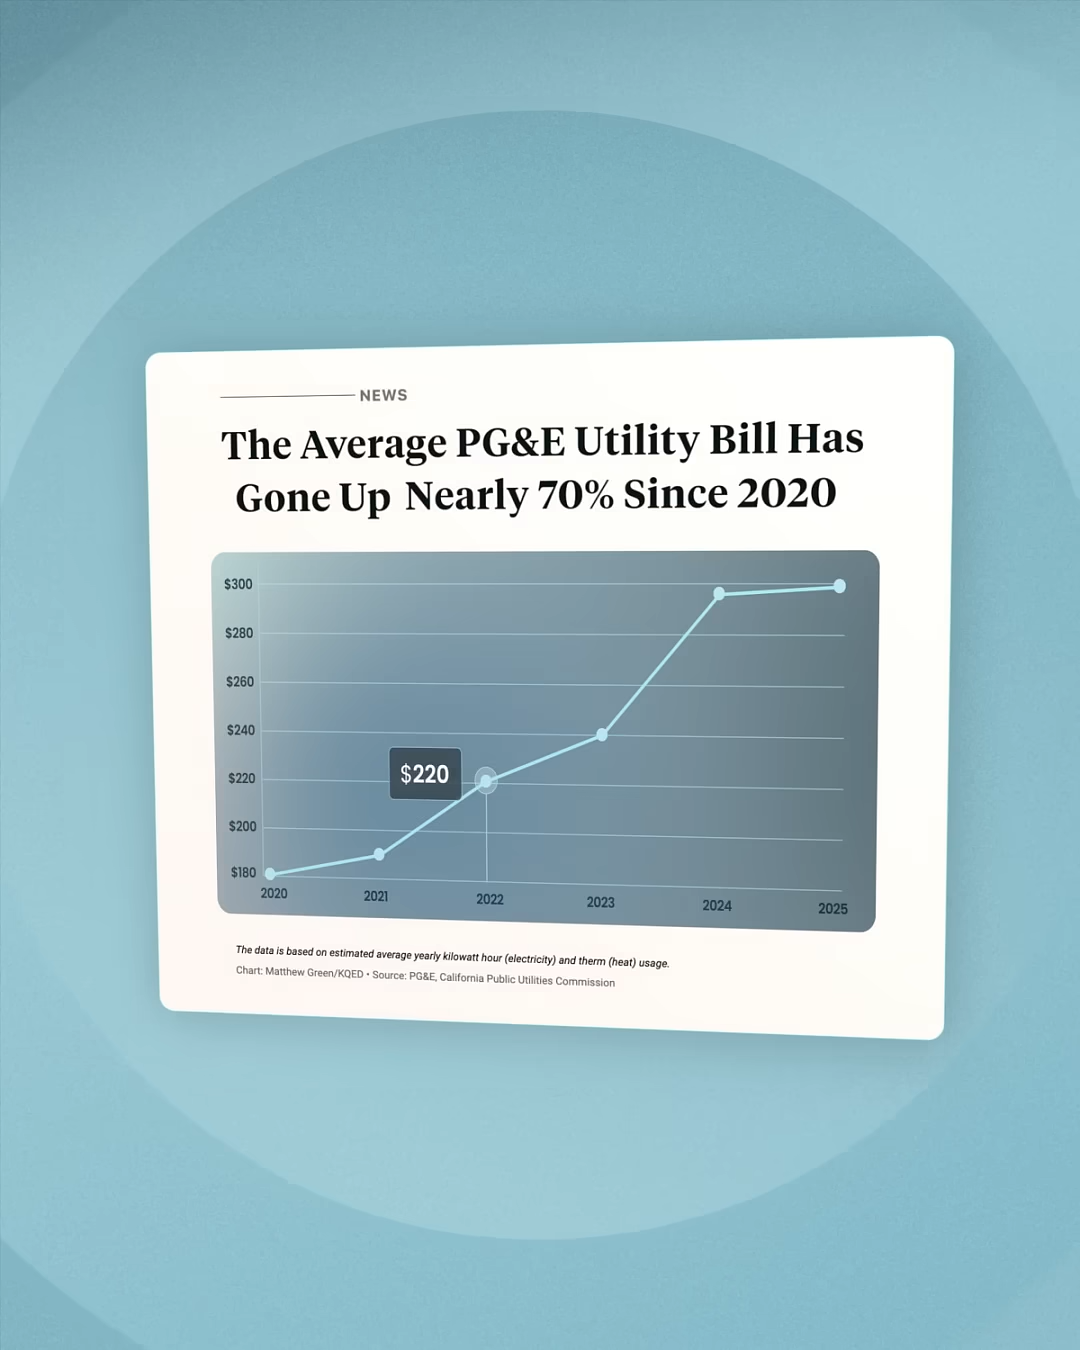 NEWS
The Average PG&E Utility Bill Has
Gone Up Nearly 70% Since 2020
$300
$280
$260
$240
$220
$220
$200
$180
2020
2021
2022
2023
2024
2025
The data is based on estimated average yearly kilowatt hour (electricity) and therm (heat) usage.
Chart: Matthew Green/KQED • Source: PG&E, California Public Utilities Commission